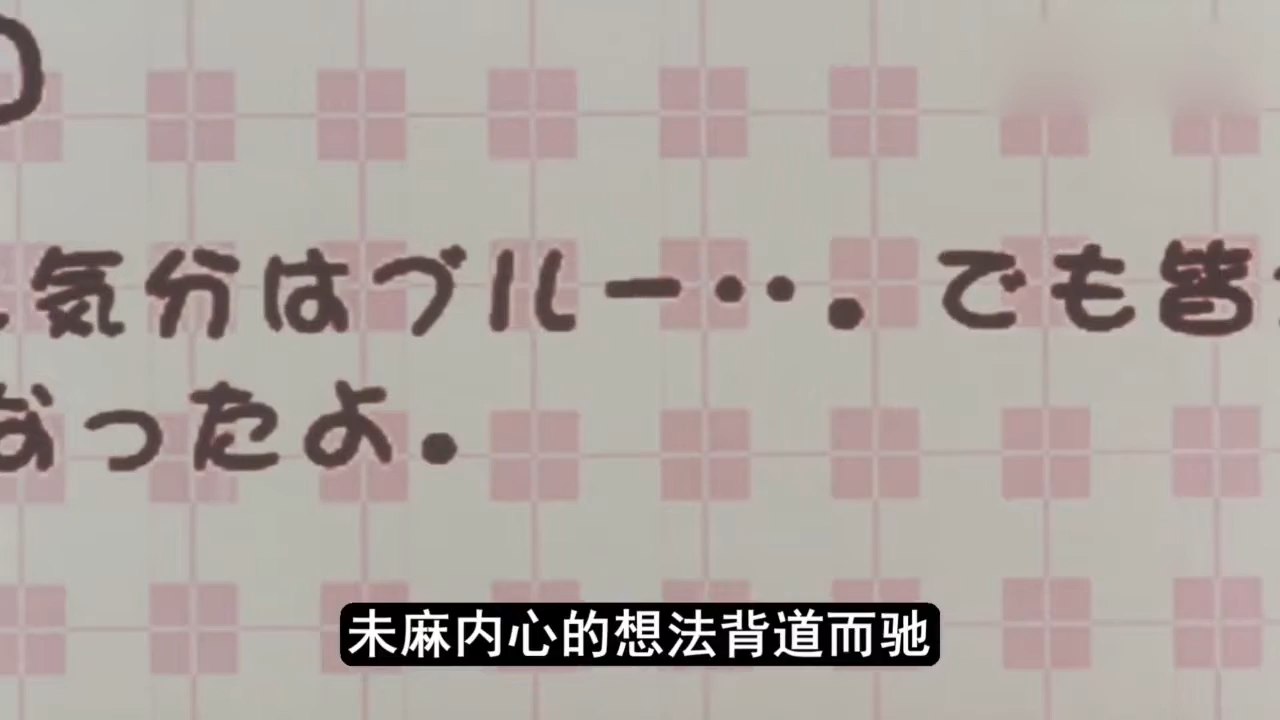 気分はブルー・・・。でも皆
なったよ。
未麻内心的想法背道而驰